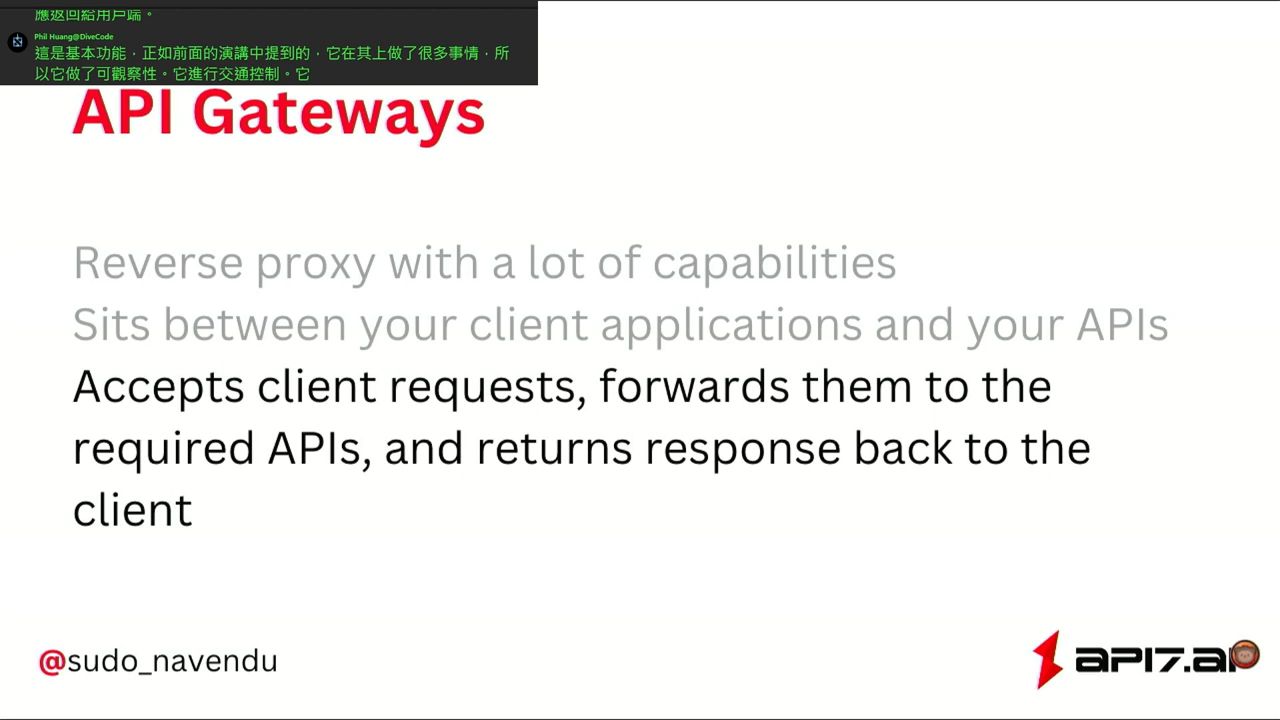 應返回給用戶端。
Phil Huang@DiveCode
這是基本功能，正如前面的演講中提到的，它在其上做了很多事情，所
以它做了可觀察性。它進行交通控制。它
API Gateways
Reverse proxy with a lot of capabilities
Sits between your client applications and your APIs
Accepts client requests, forwards them to the
required APIs, and returns response back to the
client
@sudo_navendu
API7.ai